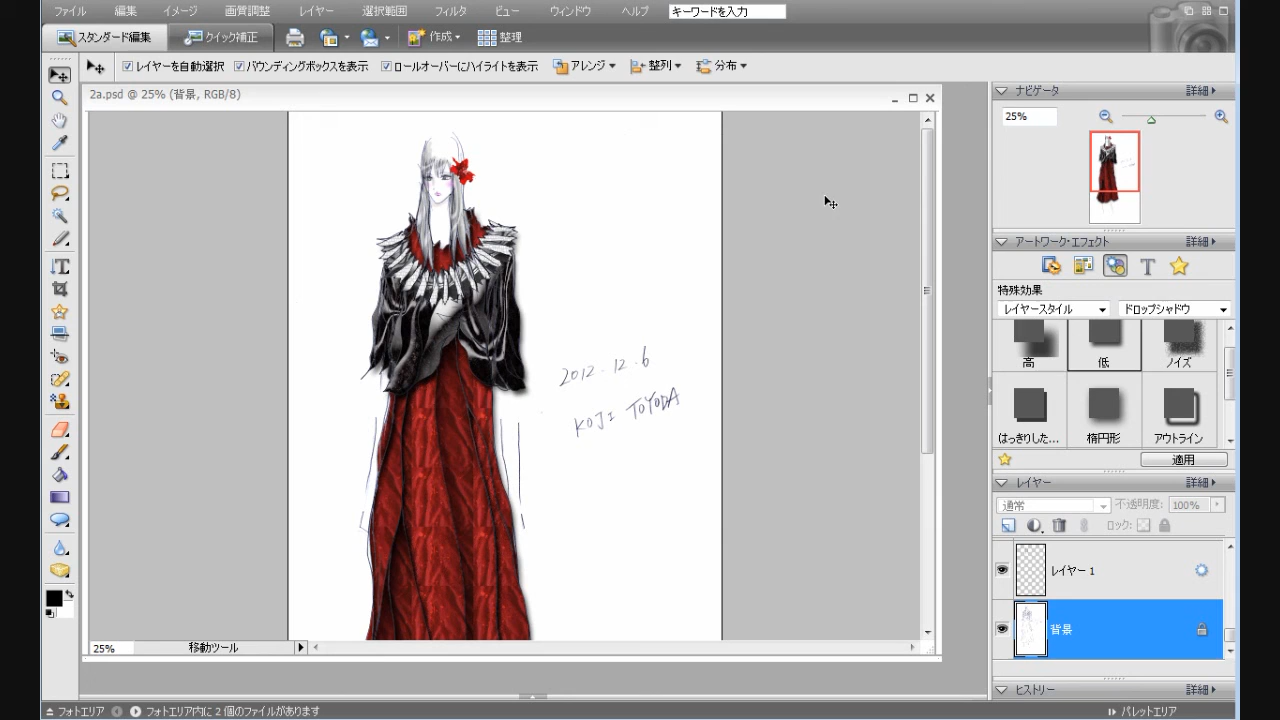 ファイル 編集 イメージ 画質調整 レイヤー 選択範囲 フィルタ ビュー ウィンドウ ヘルプ キーワードを入力
スタンダード編集 クイック補正 作成 整理
レイヤーを自動選択 バウンディングボックスを表示 ロールオーバーにハイライトを表示 アレンジ 整列 分布
2a.psd @ 25% (背景, RGB/8)
2012.12.6
KOJI TOYODA
25% 移動ツール
ナビゲータ 詳細
25%
アートワーク・エフェクト 詳細
特殊効果
レイヤースタイル ドロップシャドウ
高 低 ノイズ
はっきりした... 楕円形 アウトライン
適用
レイヤー 詳細
通常 不透明度: 100%
ロック:
レイヤー 1
背景
ヒストリー 詳細
フォトエリア フォトエリア内に 2 個のファイルがあります パレットエリア